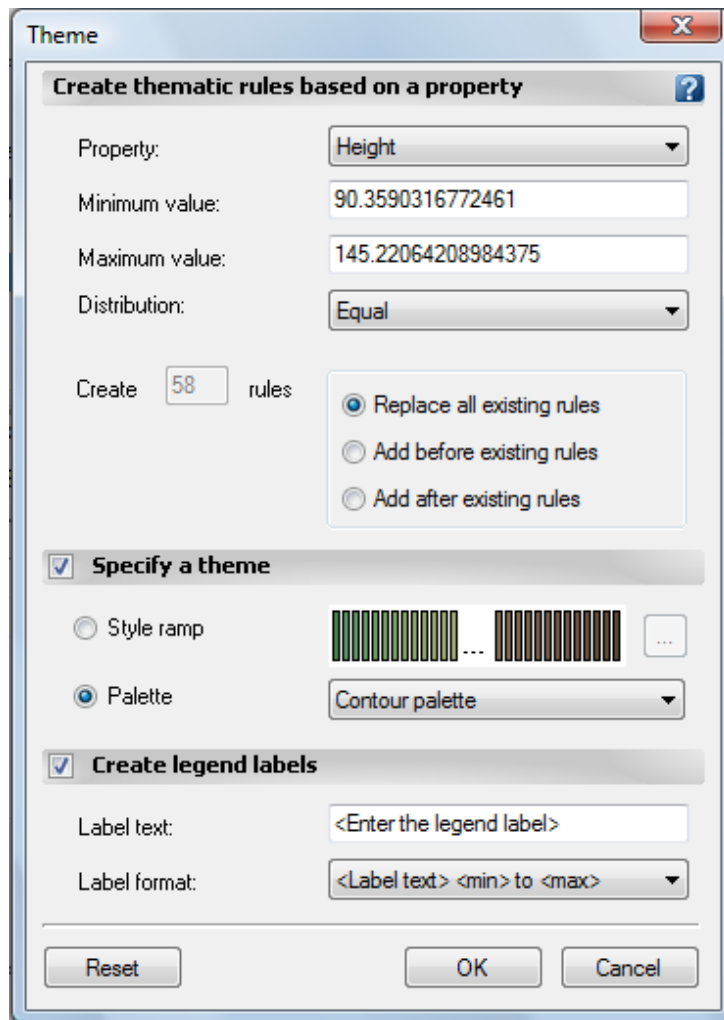 Theme
Create thematic rules based on a property
?
Property: Height
Minimum value: 90.3590316772461
Maximum value: 145.22064208984375
Distribution: Equal
Create 58 rules
Replace all existing rules
Add before existing rules
Add after existing rules
Specify a theme
Style ramp ... ...
Palette Contour palette
Create legend labels
Label text: <Enter the legend label>
Label format: <Label text> <min> to <max>
Reset OK Cancel